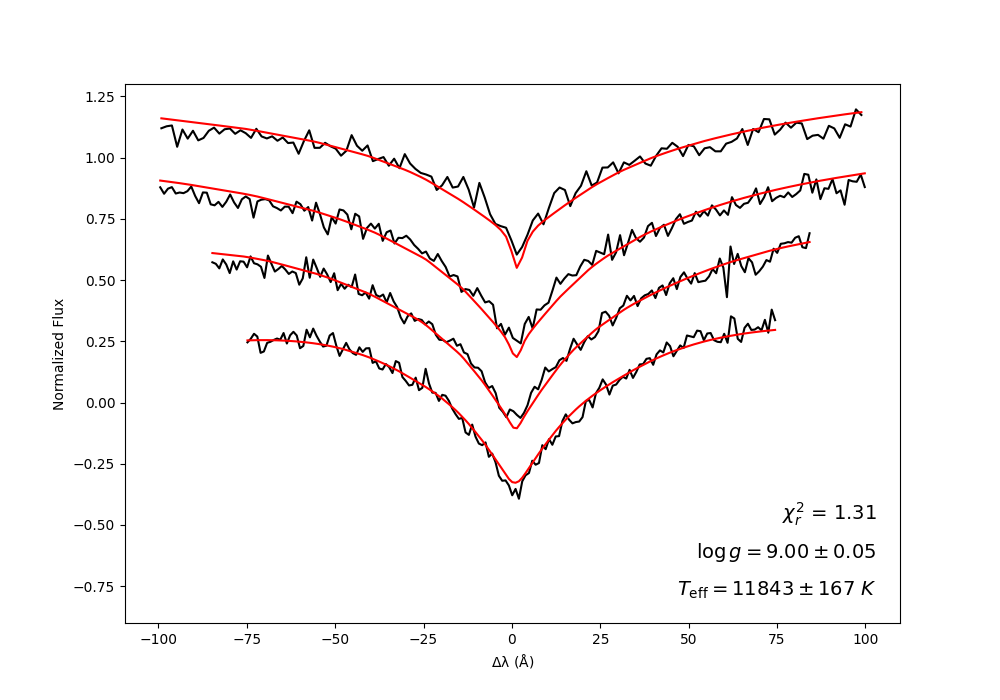 1.25
1.00
0.75
0.50
0.25
0.00
−0.25
−0.50
−0.75
Normalized Flux
χ²ᵣ = 1.31
log g = 9.00 ± 0.05
T_eff = 11843 ± 167 K
−100 −75 −50 −25 0 25 50 75 100
Δλ (Å)